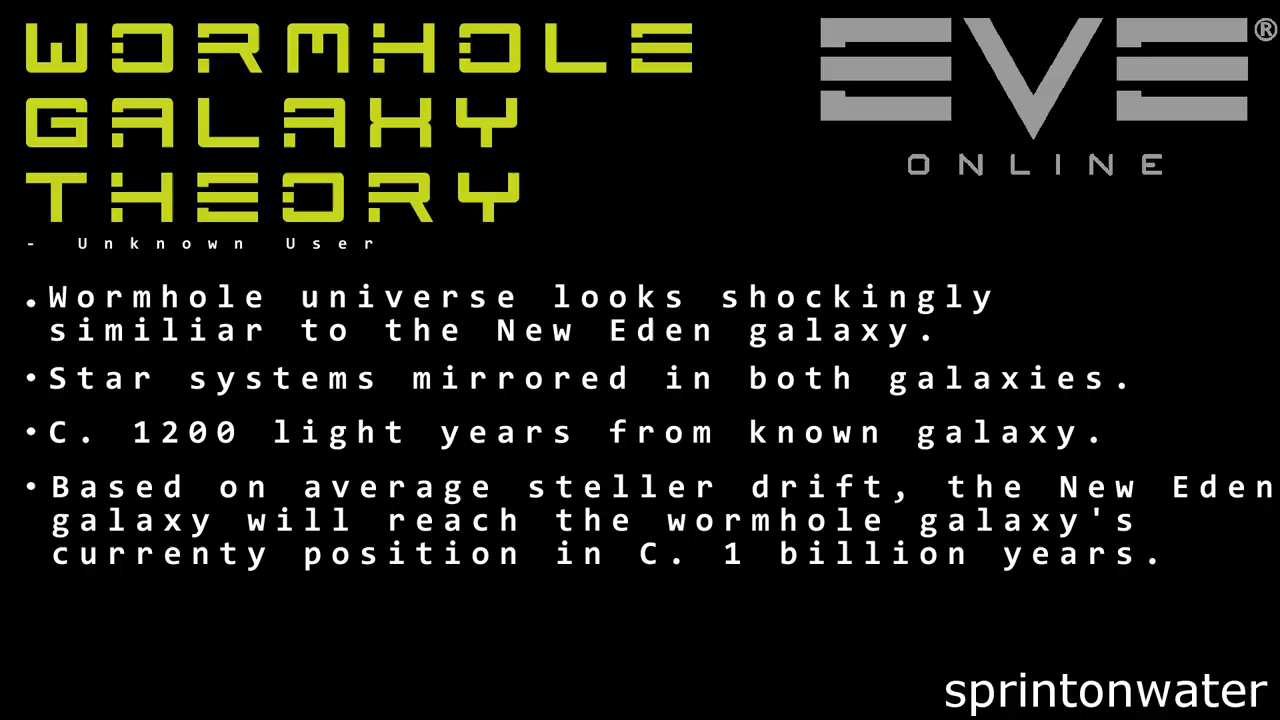 WORMHOLE
GALAXY
THEORY
- Unknown User
EVE®
ONLINE
• Wormhole universe looks shockingly
similiar to the New Eden galaxy.
• Star systems mirrored in both galaxies.
• C. 1200 light years from known galaxy.
• Based on average steller drift, the New Eden
galaxy will reach the wormhole galaxy's
currenty position in C. 1 billion years.
sprintonwater